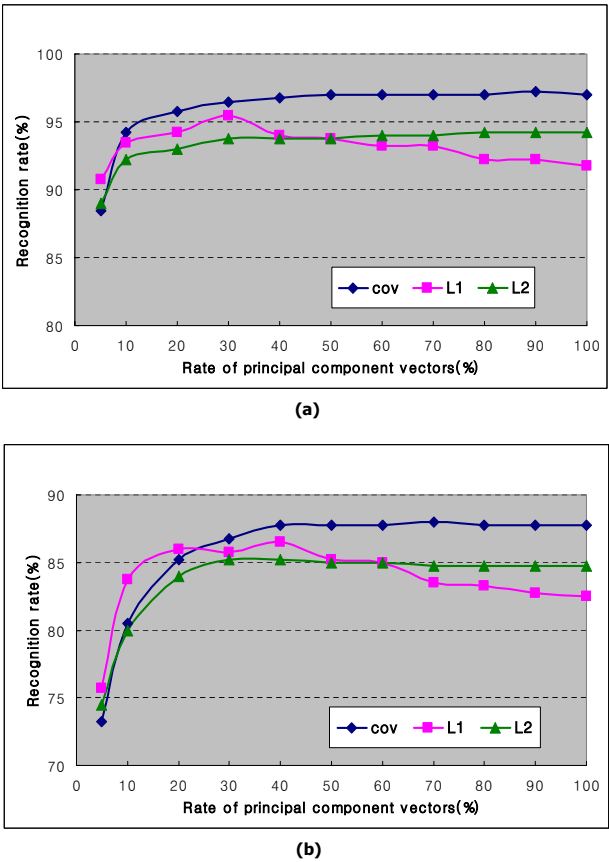 100
95
90
85
80
Recognition rate(%)
cov L1 L2
0 10 20 30 40 50 60 70 80 90 100
Rate of principal component vectors(%)
(a)
90
85
80
75
70
Recognition rate(%)
cov L1 L2
0 10 20 30 40 50 60 70 80 90 100
Rate of principal component vectors(%)
(b)